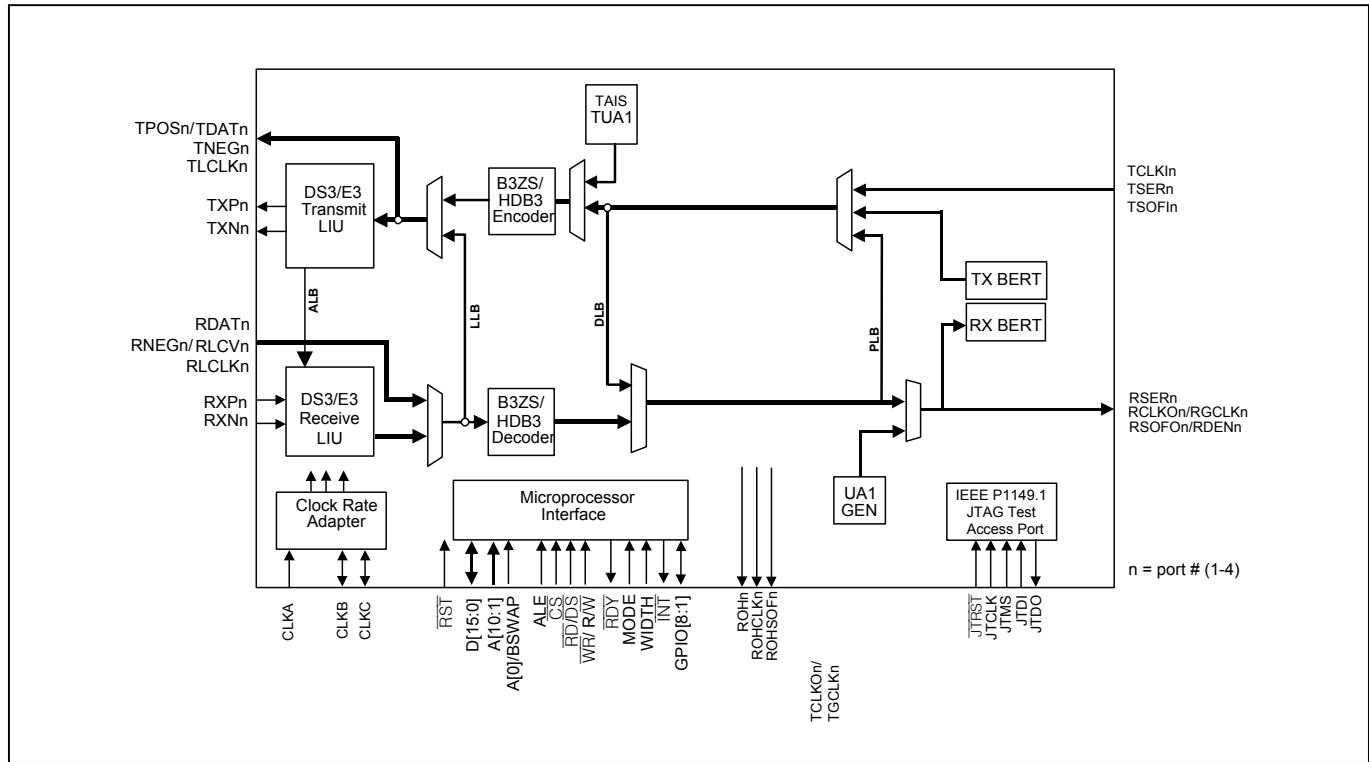 TAIS
TUA1
TPOSn/TDATn
TNEGn
TLCLKn
DS3/E3
Transmit
LIU
TXPn
TXNn
B3ZS/
HDB3
Encoder
TCLKIn
TSERn
TSOFIn
TX BERT
RX BERT
ALB
LLB
DLB
PLB
RDATn
RNEGn/RLCVn
RLCLKn
RXPn
RXNn
DS3/E3
Receive
LIU
B3ZS/
HDB3
Decoder
RSERn
RCLKOn/RGCLKn
RSOFOn/RDENn
Clock Rate
Adapter
Microprocessor
Interface
UA1
GEN
IEEE P1149.1
JTAG Test
Access Port
n = port # (1-4)
CLKA
CLKB
CLKC
RST
D[15:0]
A[10:1]
A[0]/BSWAP
ALE
CS
RD/DS
WR/ R/W
RDY
MODE
WIDTH
INT
GPIO[8:1]
ROHn
ROHCLKn
ROHSOFn
TCLKOn/
TGCLKn
JTRST
JTCLK
JTMS
JTDI
JTDO